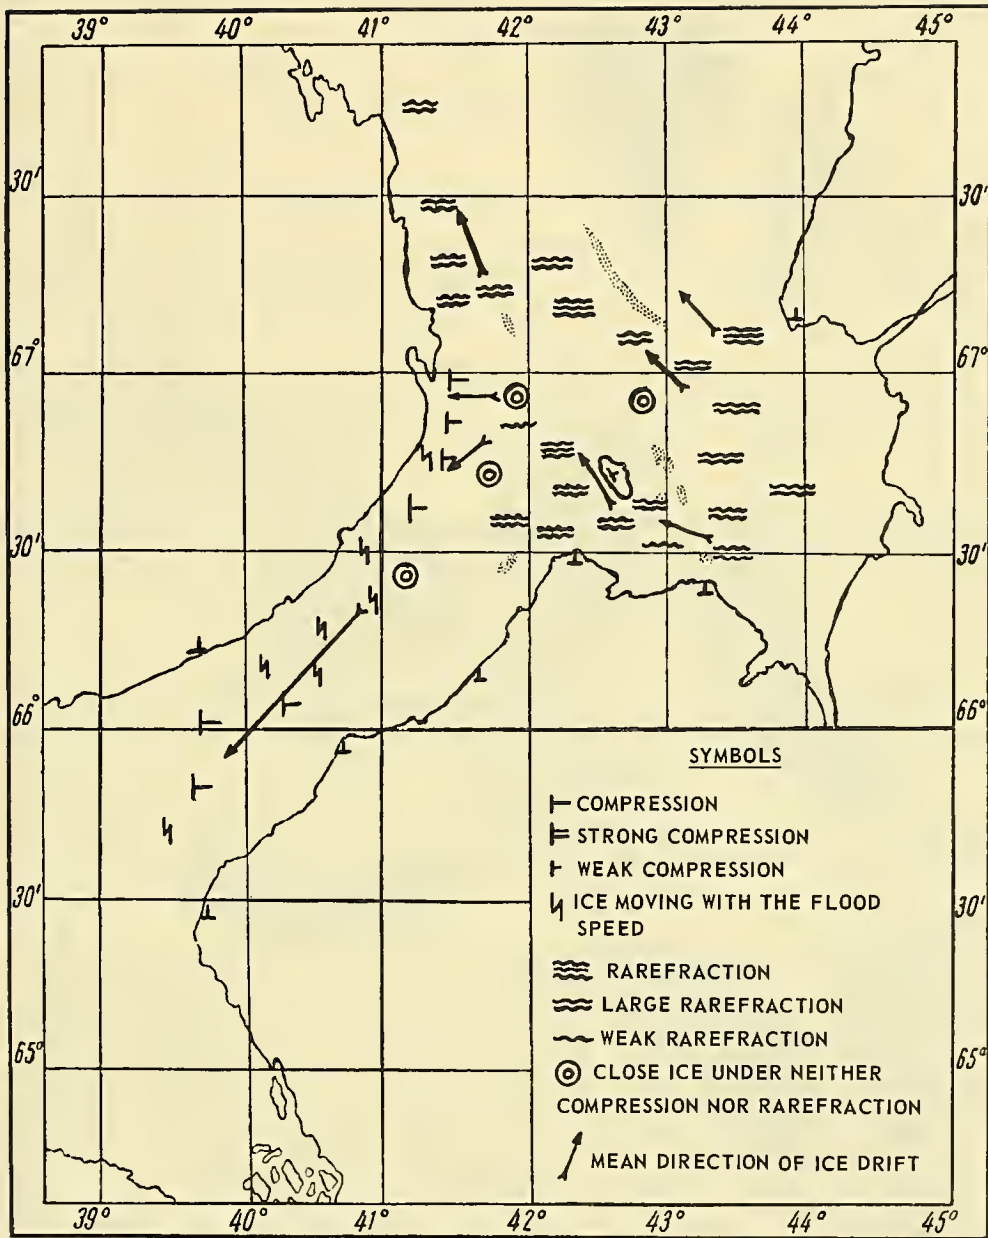 39° 40° 41° 42° 43° 44° 45°
30' 30'
67° 67°
30' 30'
66° 66°
SYMBOLS
COMPRESSION
STRONG COMPRESSION
WEAK COMPRESSION
ICE MOVING WITH THE FLOOD
SPEED
30' 30'
RAREFRACTION
LARGE RAREFRACTION
WEAK RAREFRACTION
65° 65°
CLOSE ICE UNDER NEITHER
COMPRESSION NOR RAREFRACTION
MEAN DIRECTION OF ICE DRIFT
39° 40° 41° 42° 43° 44° 45°